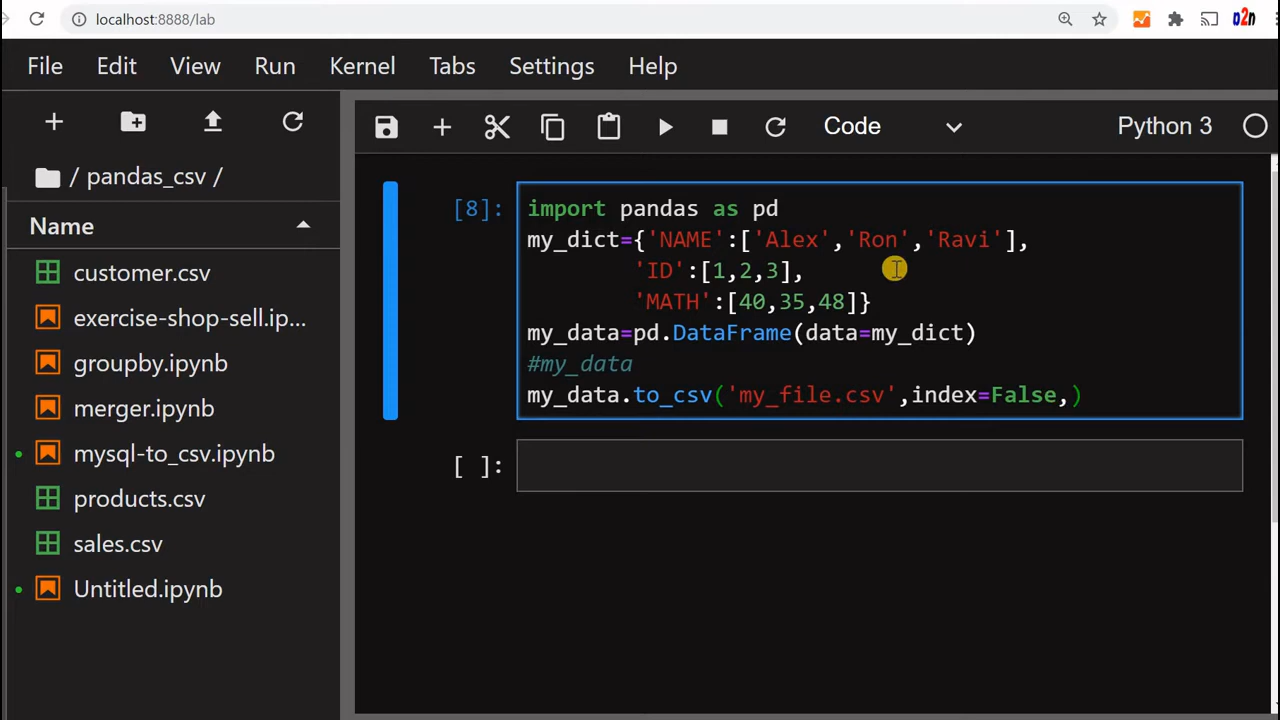 localhost:8888/lab
o2n
File Edit View Run Kernel Tabs Settings Help
Code Python 3
/ pandas_csv /
Name
customer.csv
exercise-shop-sell.ip...
groupby.ipynb
merger.ipynb
mysql-to_csv.ipynb
products.csv
sales.csv
Untitled.ipynb
[8]:
import pandas as pd
my_dict={'NAME':['Alex','Ron','Ravi'],
'ID':[1,2,3],
'MATH':[40,35,48]}
my_data=pd.DataFrame(data=my_dict)
#my_data
my_data.to_csv('my_file.csv',index=False,)
[ ]: